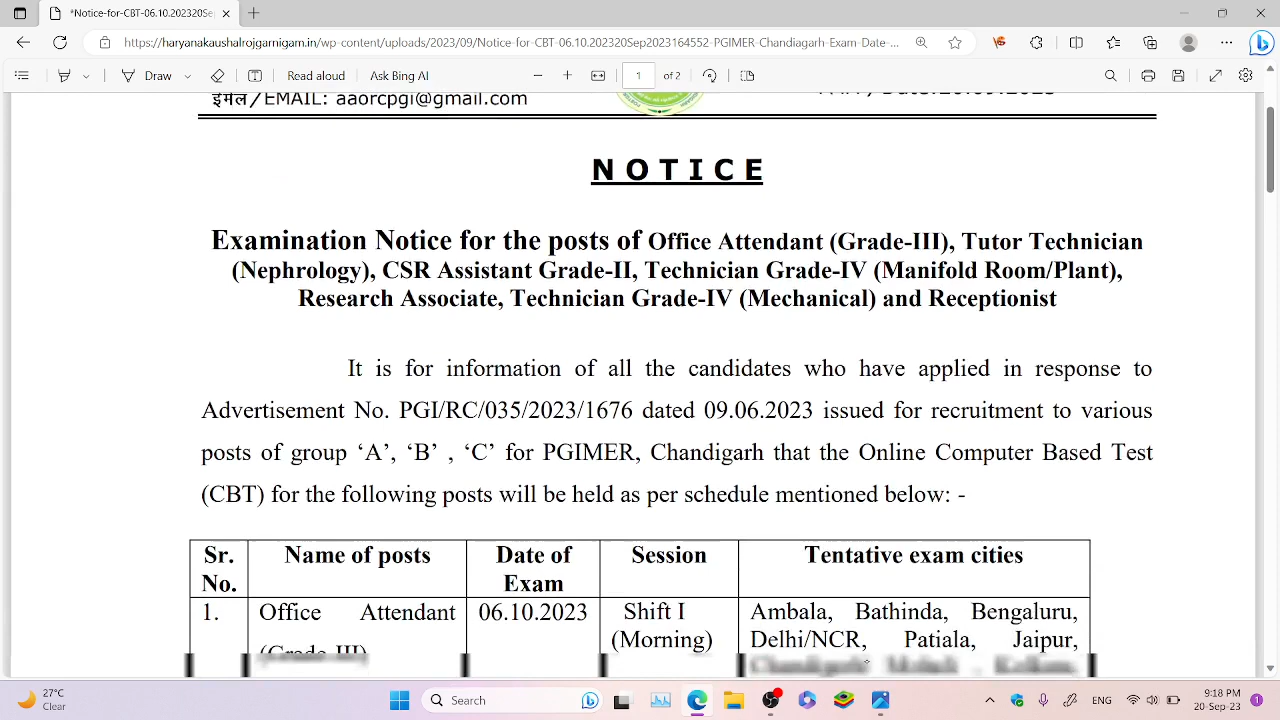 *Notice-for-CBT-06.10.202320Se
https://haryanakaushalrojgarnigam.in/wp-content/uploads/2023/09/Notice-for-CBT-06.10.202320Sep2023164552-PGIMER-Chandiagarh-Exam-Date-...
Draw
Read aloud
Ask Bing AI
1 of 2
इमेल/EMAIL: aaorcpgi@gmail.com
NOTICE
Examination Notice for the posts of Office Attendant (Grade-III), Tutor Technician
(Nephrology), CSR Assistant Grade-II, Technician Grade-IV (Manifold Room/Plant),
Research Associate, Technician Grade-IV (Mechanical) and Receptionist
It is for information of all the candidates who have applied in response to
Advertisement No. PGI/RC/035/2023/1676 dated 09.06.2023 issued for recruitment to various
posts of group ‘A’, ‘B’ , ‘C’ for PGIMER, Chandigarh that the Online Computer Based Test
(CBT) for the following posts will be held as per schedule mentioned below: -
Sr. No.
Name of posts
Date of Exam
Session
Tentative exam cities
1.
Office Attendant
(Grade-III)
06.10.2023
Shift I
(Morning)
Ambala, Bathinda, Bengaluru,
Delhi/NCR, Patiala, Jaipur,
27°C
Clear
Search
ENG
9:18 PM
20-Sep-23
1